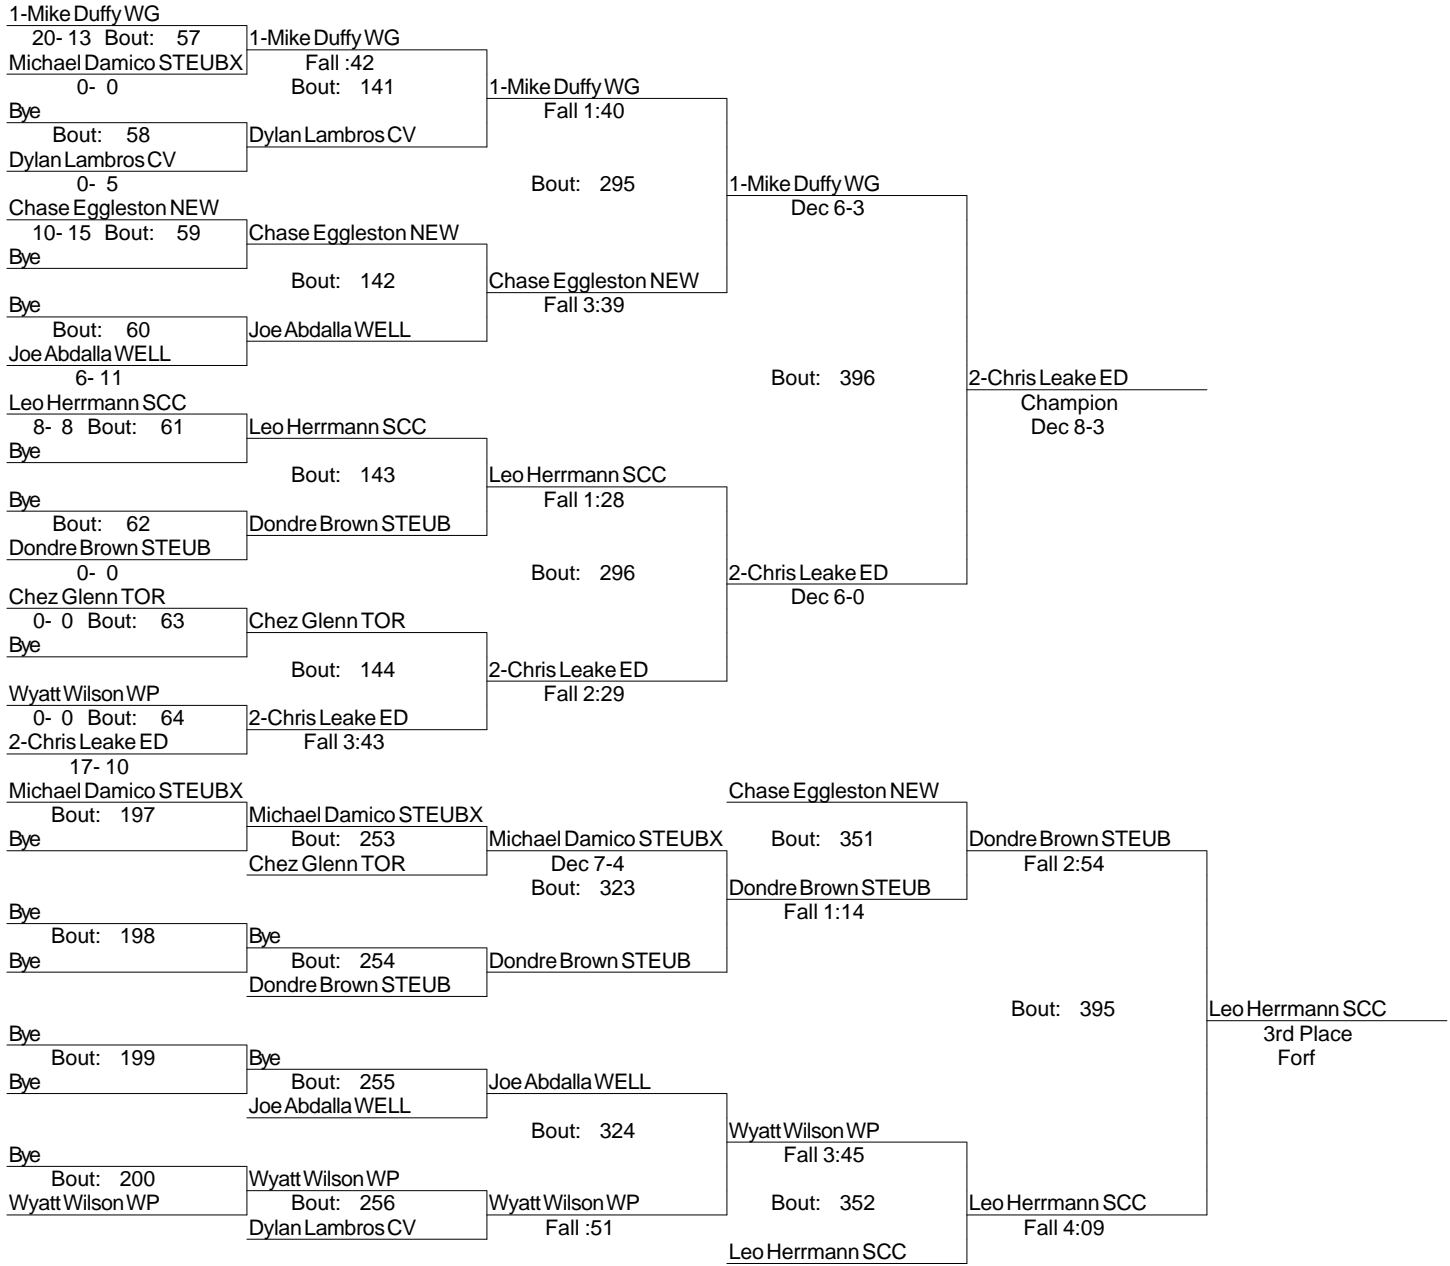 1-Mike Duffy WG
20- 13 Bout: 57
1-Mike Duffy WG
Michael Damico STEUBX
Fall :42
0- 0
Bout: 141
1-Mike Duffy WG
Bye
Fall 1:40
Bout: 58
Dylan Lambros CV
Dylan Lambros CV
0- 5
Bout: 295
1-Mike Duffy WG
Chase Eggleston NEW
Dec 6-3
10- 15 Bout: 59
Chase Eggleston NEW
Bye
Bout: 142
Chase Eggleston NEW
Bye
Fall 3:39
Bout: 60
Joe Abdalla WELL
Joe Abdalla WELL
6- 11
Bout: 396
2-Chris Leake ED
Leo Herrmann SCC
Champion
8- 8 Bout: 61
Leo Herrmann SCC
Dec 8-3
Bye
Bout: 143
Leo Herrmann SCC
Bye
Fall 1:28
Bout: 62
Dondre Brown STEUB
Dondre Brown STEUB
0- 0
Bout: 296
2-Chris Leake ED
Chez Glenn TOR
Dec 6-0
0- 0 Bout: 63
Chez Glenn TOR
Bye
Bout: 144
2-Chris Leake ED
Wyatt Wilson WP
Fall 2:29
0- 0 Bout: 64
2-Chris Leake ED
2-Chris Leake ED
Fall 3:43
17- 10
Michael Damico STEUBX
Chase Eggleston NEW
Bout: 197
Michael Damico STEUBX
Bye
Bout: 253
Michael Damico STEUBX
Bout: 351
Dondre Brown STEUB
Chez Glenn TOR
Dec 7-4
Fall 2:54
Bout: 323
Dondre Brown STEUB
Bye
Fall 1:14
Bout: 198
Bye
Bye
Bout: 254
Dondre Brown STEUB
Dondre Brown STEUB
Bout: 395
Leo Herrmann SCC
Bye
3rd Place
Bout: 199
Bye
Forf
Bye
Bout: 255
Joe Abdalla WELL
Joe Abdalla WELL
Bout: 324
Wyatt Wilson WP
Bye
Fall 3:45
Bout: 200
Wyatt Wilson WP
Wyatt Wilson WP
Bout: 256
Wyatt Wilson WP
Bout: 352
Leo Herrmann SCC
Dylan Lambros CV
Fall :51
Fall 4:09
Leo Herrmann SCC